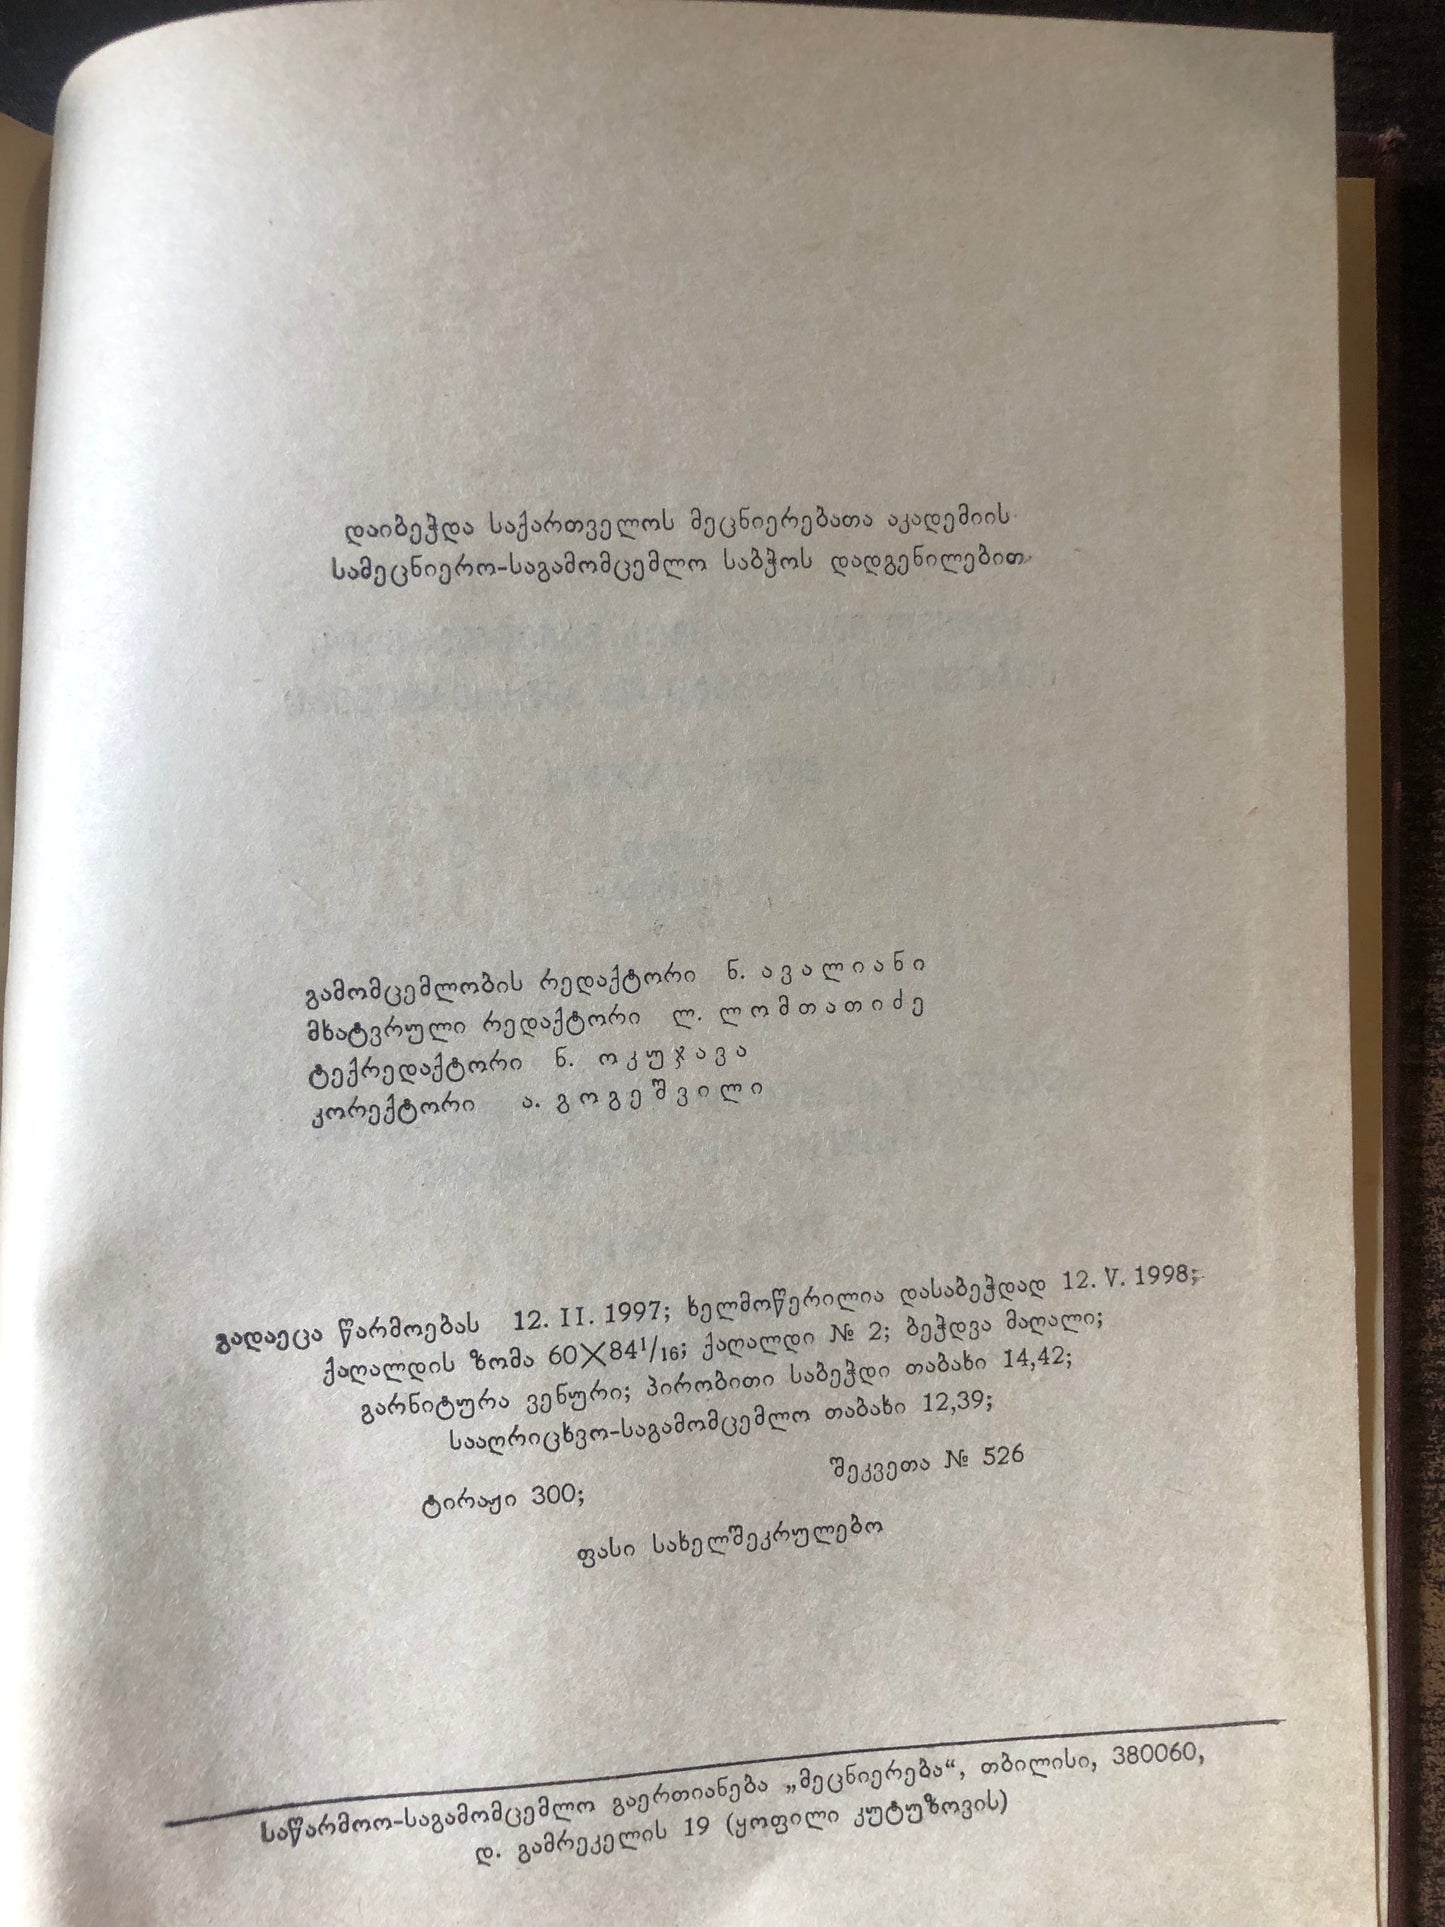 დაიბეჭდა საქართველოს მეცნიერებათა აკადემიის
სამეცნიერო-საგამომცემლო საბჭოს დადგენილებით
გამომცემლობის რედაქტორი ნ. ავალიანი
მხატვრული რედაქტორი ლ. ლომთათიძე
ტექრედაქტორი ნ. ოკუჯავა
კორექტორი ა. გოგეშვილი
გადაეცა წარმოებას 12. II. 1997; ხელმოწერილია დასაბეჭდად 12. V. 1998;
ქაღალდის ზომა 60×84¹/₁₆; ქაღალდი № 2; ბეჭდვა მაღალი;
გარნიტურა ვენური; პირობითი საბეჭდი თაბახი 14,42;
სააღრიცხვო-საგამომცემლო თაბახი 12,39;
ტირაჟი 300; შეკვეთა № 526
ფასი სახელშეკრულებო
საწარმოო-საგამომცემლო გაერთიანება „მეცნიერება“, თბილისი, 380060,
დ. გამრეკელის 19 (ყოფილი კუტუზოვის)